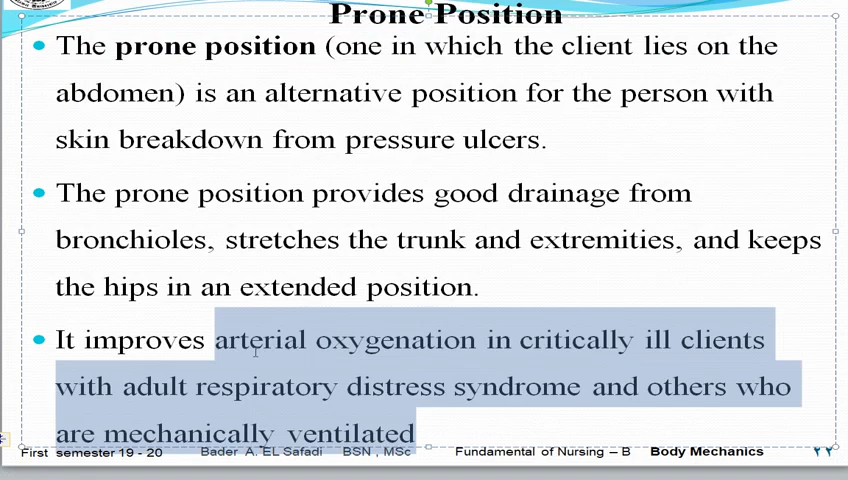 Prone Position
• The prone position (one in which the client lies on the
abdomen) is an alternative position for the person with
skin breakdown from pressure ulcers.
• The prone position provides good drainage from
bronchioles, stretches the trunk and extremities, and keeps
the hips in an extended position.
• It improves arterial oxygenation in critically ill clients
with adult respiratory distress syndrome and others who
are mechanically ventilated
First semester 19 - 20 Bader A. EL Safadi BSN , MSc Fundamental of Nursing – B Body Mechanics ٢٢